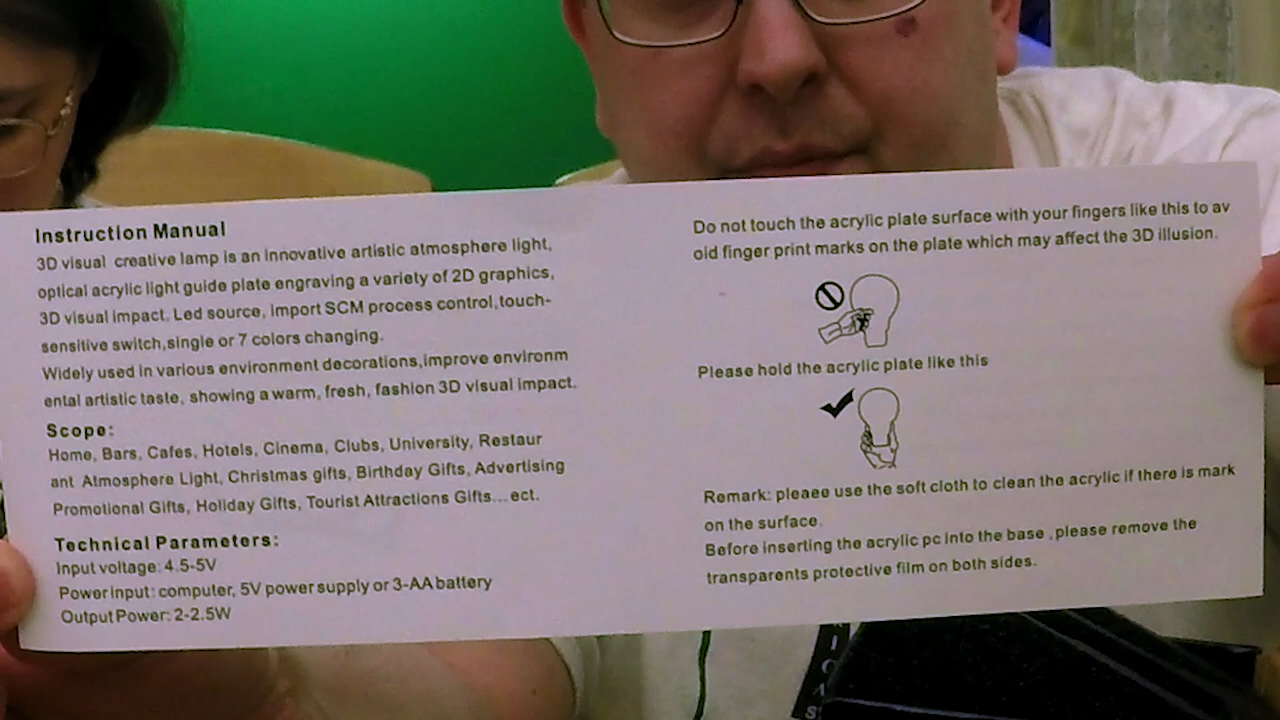 Instruction Manual
3D visual creative lamp is an innovative artistic atmosphere light,
optical acrylic light guide plate engraving a variety of 2D graphics,
3D visual impact. Led source, import SCM process control,touch-
sensitive switch,single or 7 colors changing.
Widely used in various environment decorations,improve environm
ental artistic taste, showing a warm, fresh, fashion 3D visual impact.
Scope:
Home, Bars, Cafes, Hotels, Cinema, Clubs, University, Restaur
ant Atmosphere Light, Christmas gifts, Birthday Gifts, Advertising
Promotional Gifts, Holiday Gifts, Tourist Attractions Gifts...ect.
Technical Parameters:
Input voltage: 4.5-5V
Power input: computer, 5V power supply or 3-AA battery
Output Power: 2-2.5W
Do not touch the acrylic plate surface with your fingers like this to av
oid finger print marks on the plate which may affect the 3D illusion.
Please hold the acrylic plate like this
Remark: pleaee use the soft cloth to clean the acrylic if there is mark
on the surface.
Before inserting the acrylic pc into the base ,please remove the
transparents protective film on both sides.